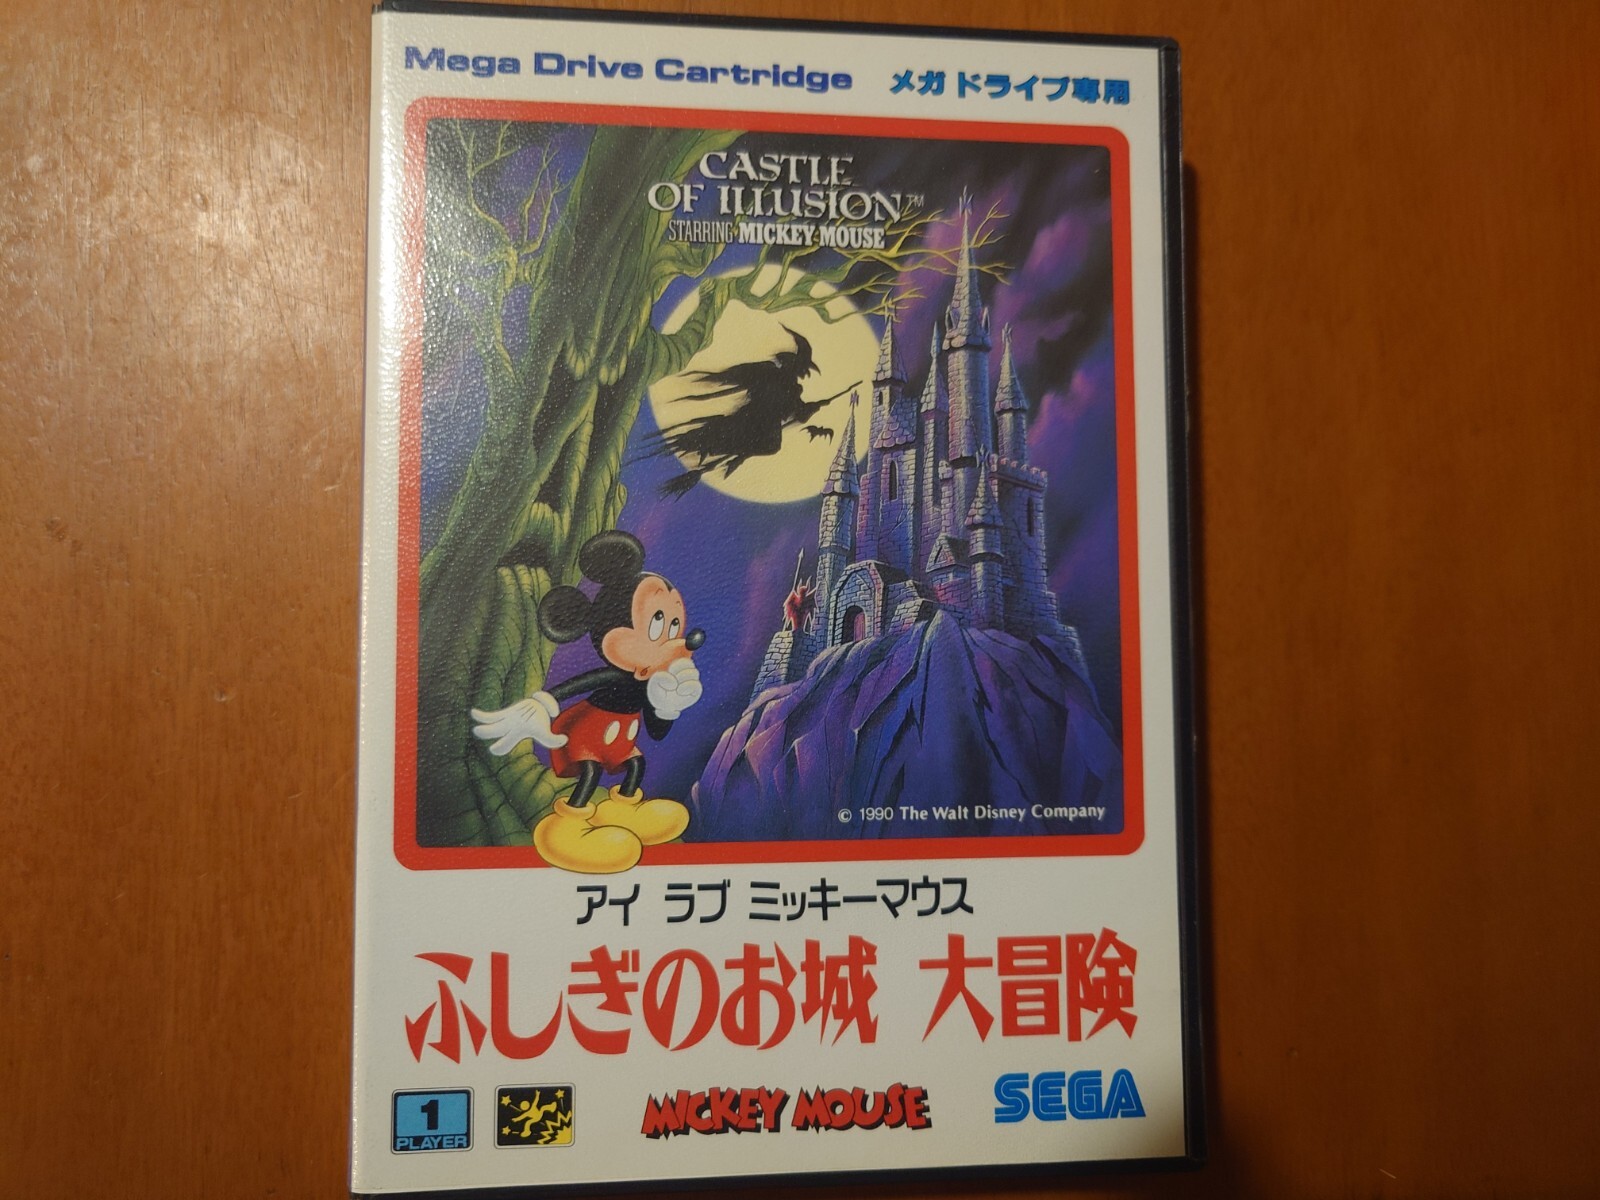 Mega Drive Cartridge メガドライブ専用
CASTLE
OF ILLUSION™
STARRING MICKEY MOUSE
© 1990 The Walt Disney Company
アイ ラブ ミッキーマウス
ふしぎのお城 大冒険
1
PLAYER
MICKEY MOUSE
SEGA